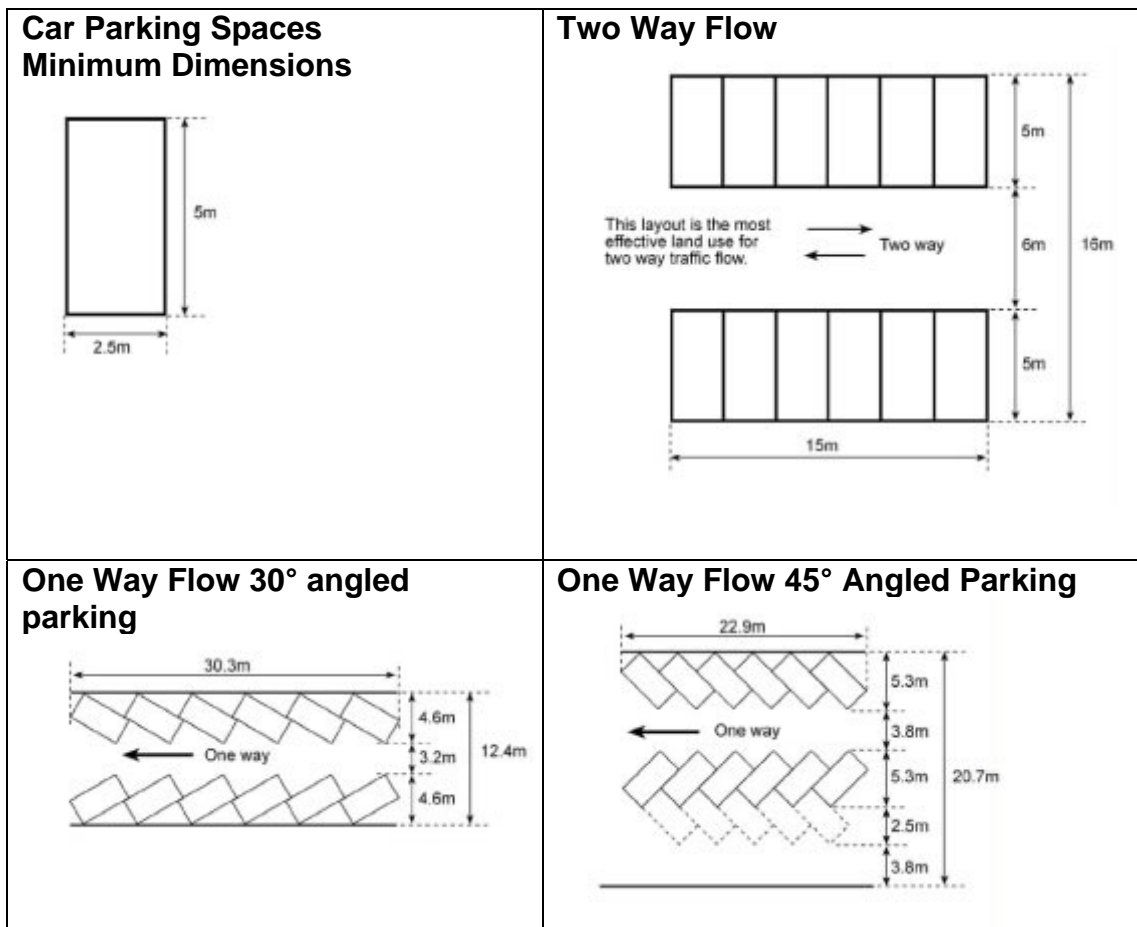 Car Parking Spaces
Minimum Dimensions
5m
2.5m
Two Way Flow
5m
This layout is the most
effective land use for
two way traffic flow.
Two way
6m
16m
5m
15m
One Way Flow 30° angled
parking
30.3m
4.6m
One way
3.2m
12.4m
4.6m
One Way Flow 45° Angled Parking
22.9m
5.3m
One way
3.8m
5.3m
20.7m
2.5m
3.8m